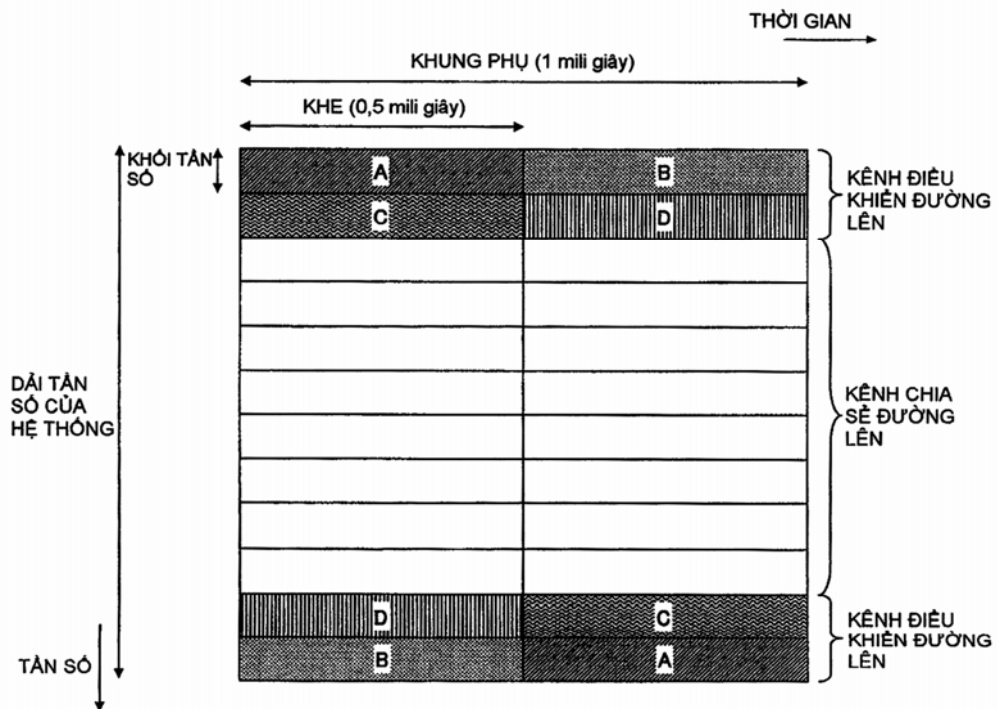 THỜI GIAN
KHUNG PHỤ (1 mili giây)
KHE (0,5 mili giây)
KHỐI TẦN
SỐ
A
B
C
D
KÊNH ĐIỀU
KHIỂN ĐƯỜNG
LÊN
DẢI TẦN
SỐ CỦA
HỆ THỐNG
KÊNH CHIA
SẺ ĐƯỜNG
LÊN
D
C
B
A
KÊNH ĐIỀU
KHIỂN ĐƯỜNG
LÊN
TẦN SỐ